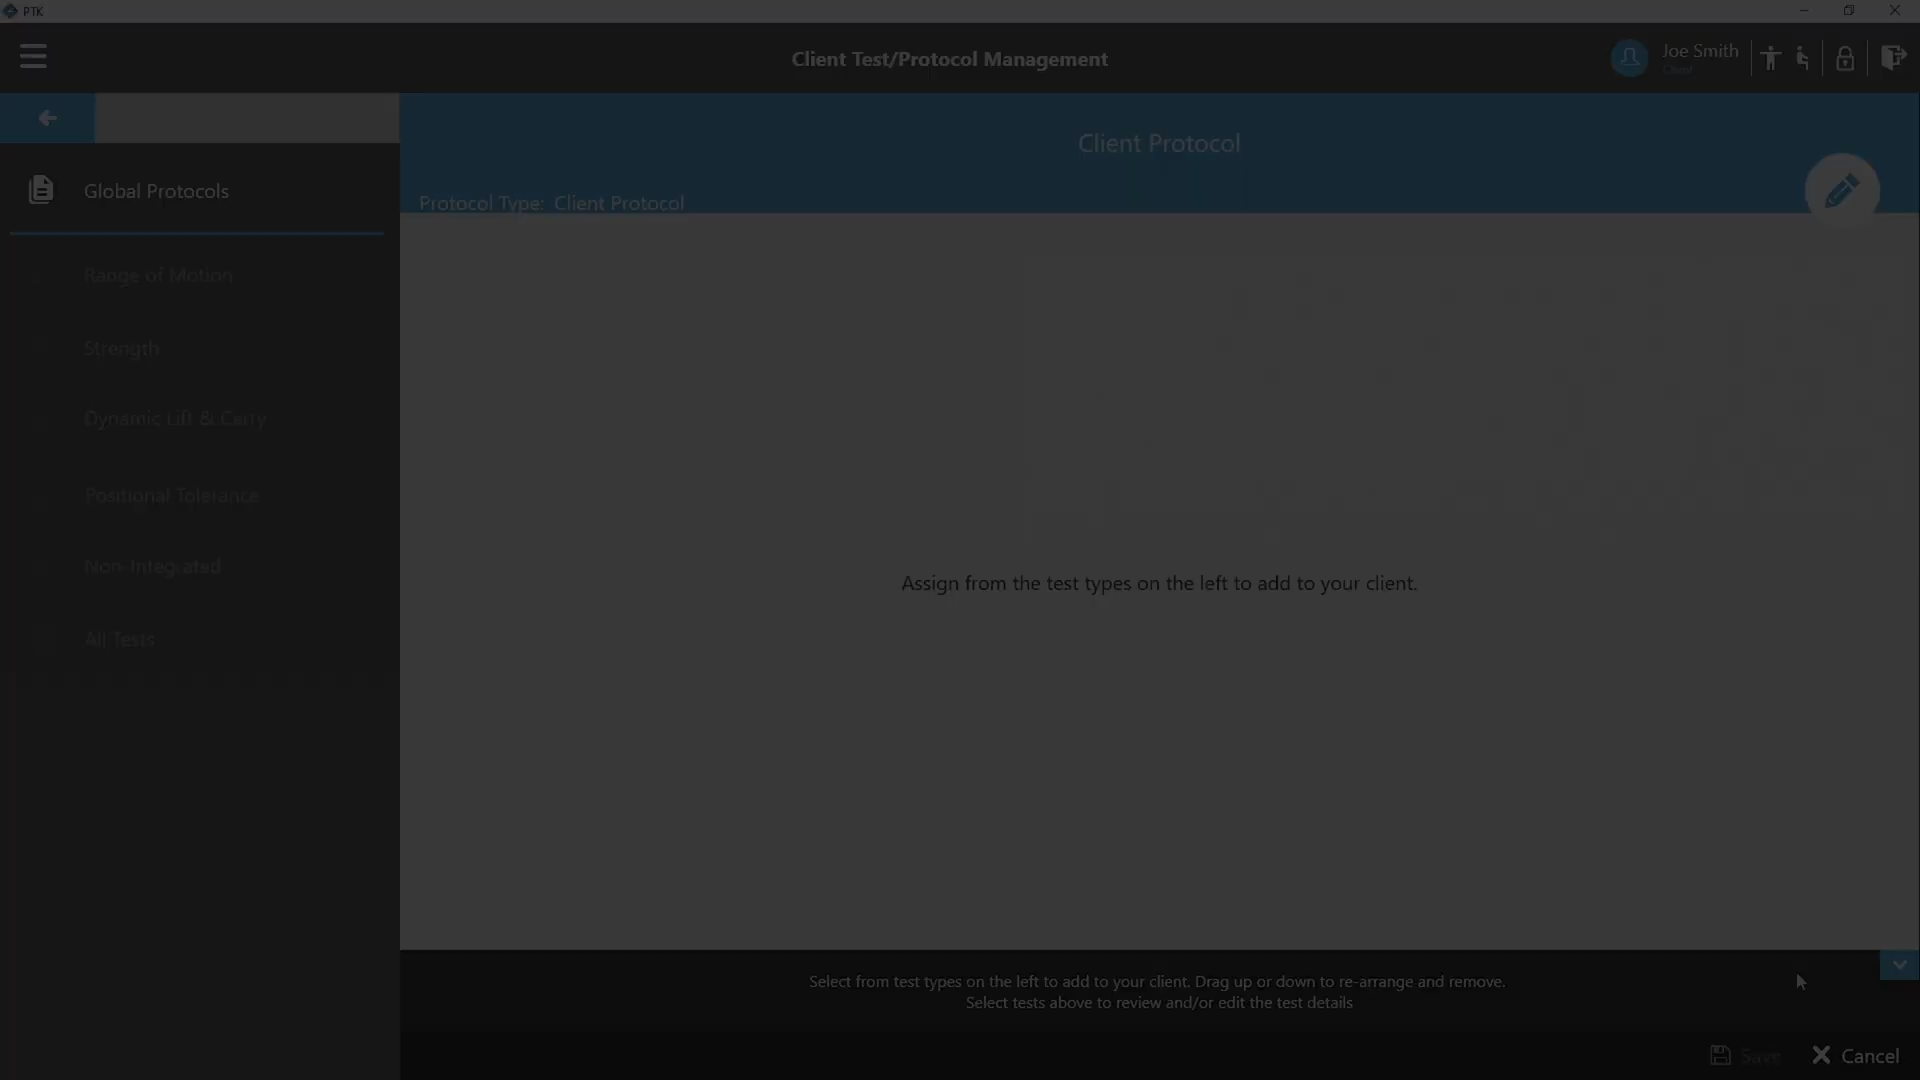 PTK
Client Test/Protocol Management
Joe Smith
Client
Client Protocol
Protocol Type: Client Protocol
Global Protocols
Range of Motion
Strength
Dynamic Lift & Carry
Positional Tolerance
Non-Integrated
All Tests
Assign from the test types on the left to add to your client.
Select from test types on the left to add to your client. Drag up or down to re-arrange and remove.
Select tests above to review and/or edit the test details
Save
Cancel